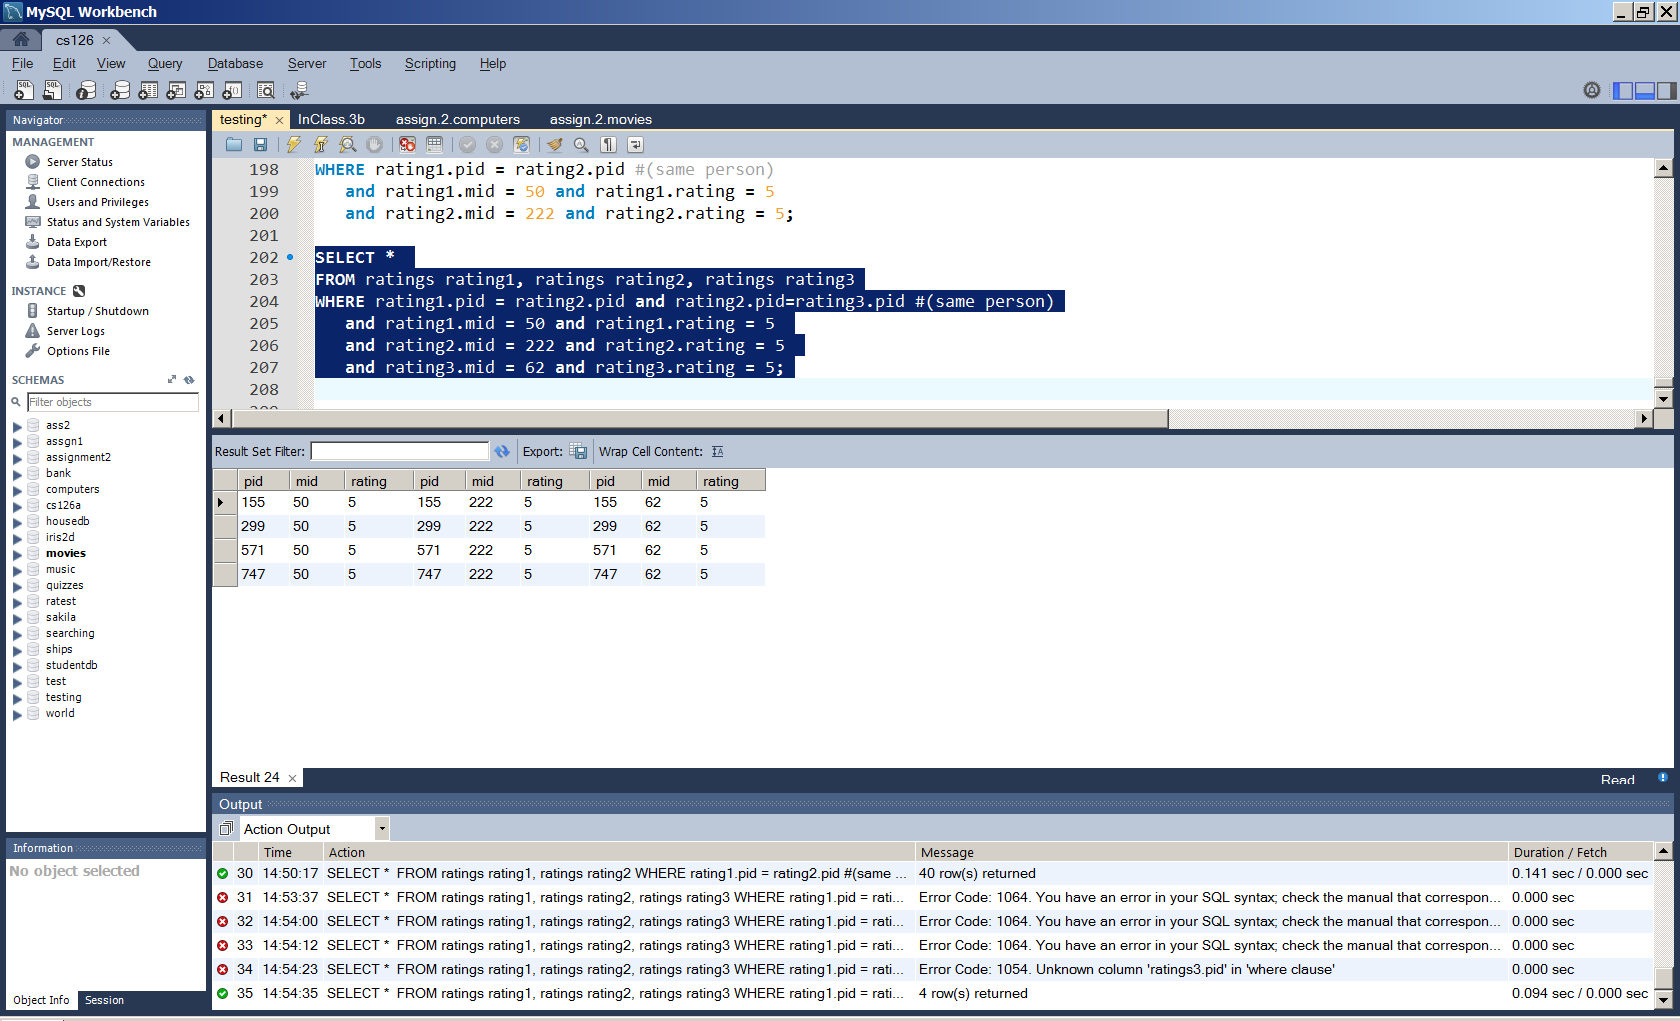 MySQL Workbench
cs126
File Edit View Query Database Server Tools Scripting Help
Navigator
MANAGEMENT
Server Status
Client Connections
Users and Privileges
Status and System Variables
Data Export
Data Import/Restore
INSTANCE
Startup / Shutdown
Server Logs
Options File
SCHEMAS
Filter objects
ass2
assgn1
assignment2
bank
computers
cs126a
housedb
iris2d
movies
music
quizzes
ratest
sakila
searching
ships
studentdb
test
testing
world
Information
No object selected
Object Info Session
testing* InClass.3b assign.2.computers assign.2.movies
198 WHERE rating1.pid = rating2.pid #(same person)
199 and rating1.mid = 50 and rating1.rating = 5
200 and rating2.mid = 222 and rating2.rating = 5;
201
202 SELECT *
203 FROM ratings rating1, ratings rating2, ratings rating3
204 WHERE rating1.pid = rating2.pid and rating2.pid=rating3.pid #(same person)
205 and rating1.mid = 50 and rating1.rating = 5
206 and rating2.mid = 222 and rating2.rating = 5
207 and rating3.mid = 62 and rating3.rating = 5;
208
Result Set Filter: Export: Wrap Cell Content:
pid mid rating pid mid rating pid mid rating
155 50 5 155 222 5 155 62 5
299 50 5 299 222 5 299 62 5
571 50 5 571 222 5 571 62 5
747 50 5 747 222 5 747 62 5
Result 24 Read
Output
Action Output
Time Action Message Duration / Fetch
30 14:50:17 SELECT * FROM ratings rating1, ratings rating2 WHERE rating1.pid = rating2.pid #(same ... 40 row(s) returned 0.141 sec / 0.000 sec
31 14:53:37 SELECT * FROM ratings rating1, ratings rating2, ratings rating3 WHERE rating1.pid = rati... Error Code: 1064. You have an error in your SQL syntax; check the manual that correspon... 0.000 sec
32 14:54:00 SELECT * FROM ratings rating1, ratings rating2, ratings rating3 WHERE rating1.pid = rati... Error Code: 1064. You have an error in your SQL syntax; check the manual that correspon... 0.000 sec
33 14:54:12 SELECT * FROM ratings rating1, ratings rating2, ratings rating3 WHERE rating1.pid = rati... Error Code: 1064. You have an error in your SQL syntax; check the manual that correspon... 0.000 sec
34 14:54:23 SELECT * FROM ratings rating1, ratings rating2, ratings rating3 WHERE rating1.pid = rati... Error Code: 1054. Unknown column 'ratings3.pid' in 'where clause' 0.000 sec
35 14:54:35 SELECT * FROM ratings rating1, ratings rating2, ratings rating3 WHERE rating1.pid = rati... 4 row(s) returned 0.094 sec / 0.000 sec